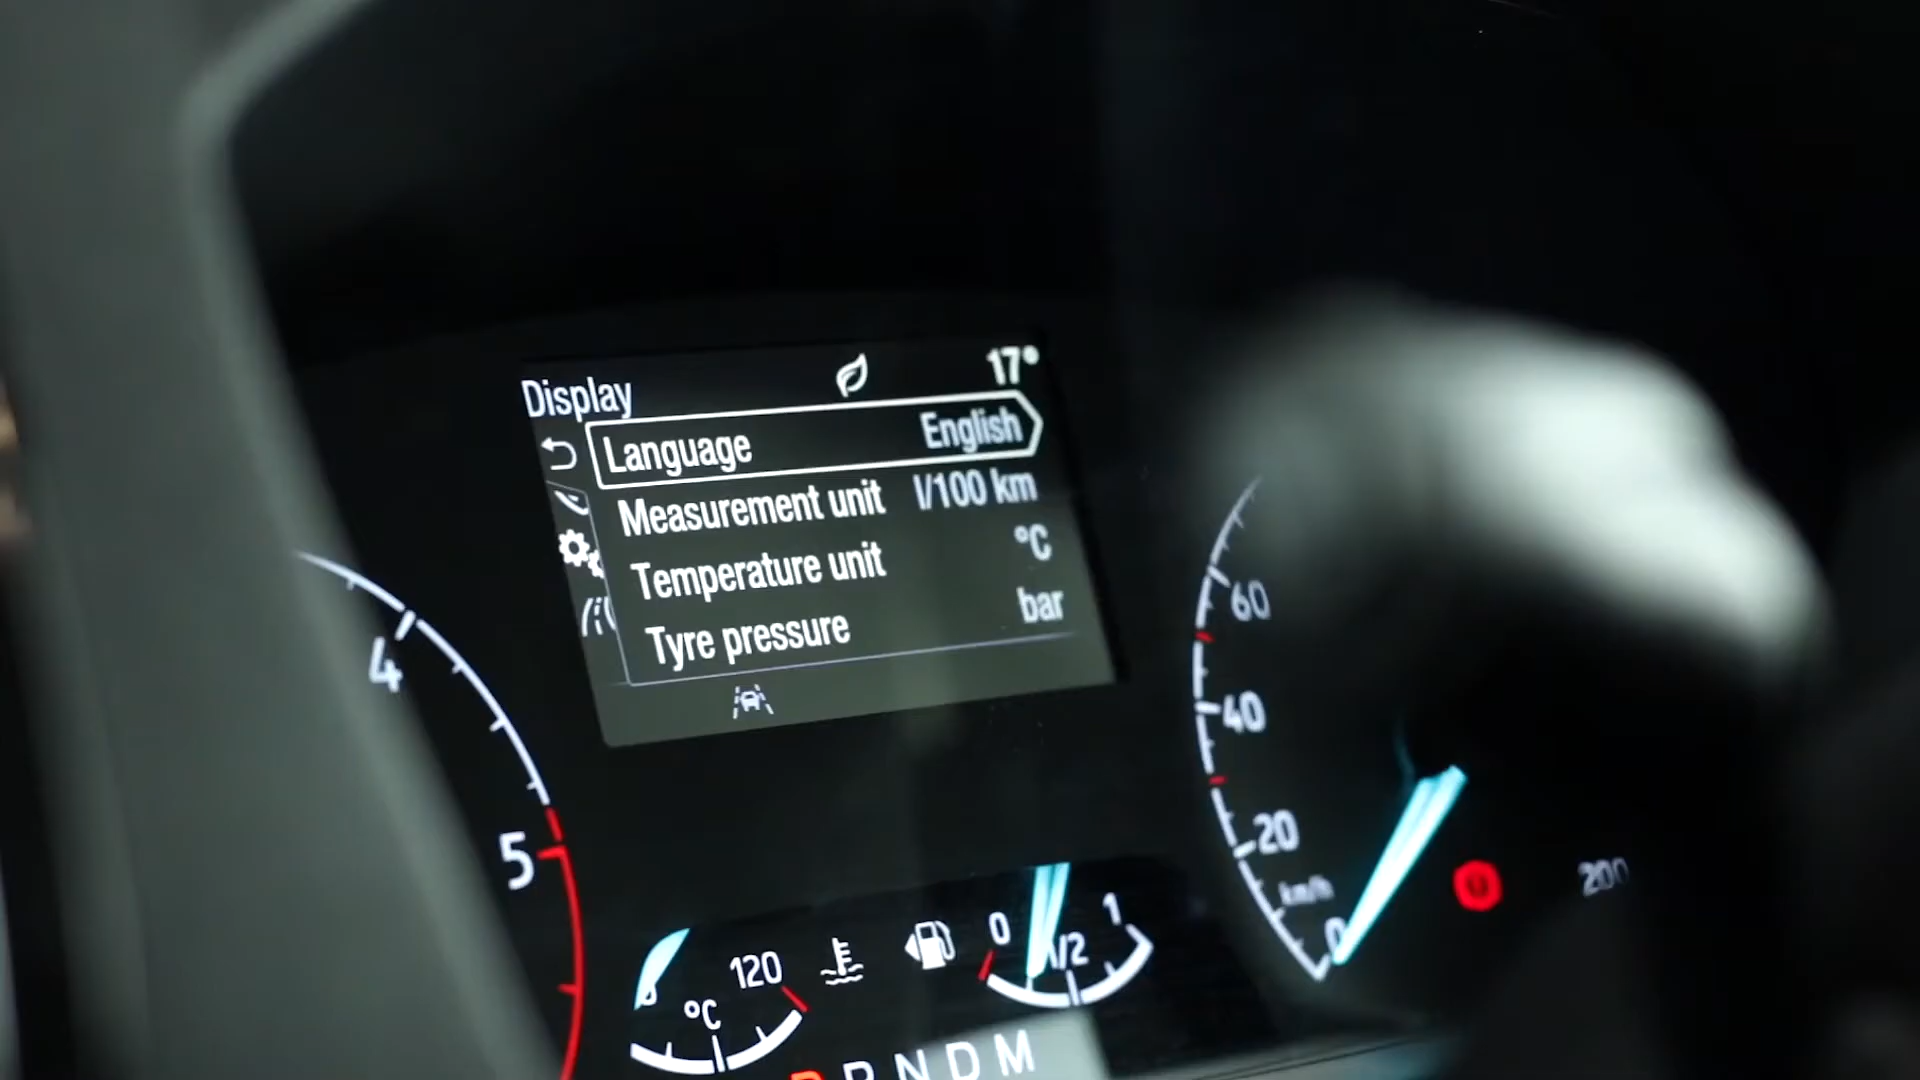 Display 17°
Language English
Measurement unit l/100 km
Temperature unit °C
Tyre pressure bar
4
5
60
40
20
km/h
0
200
120
°C
0 1/2 1
P R N D M